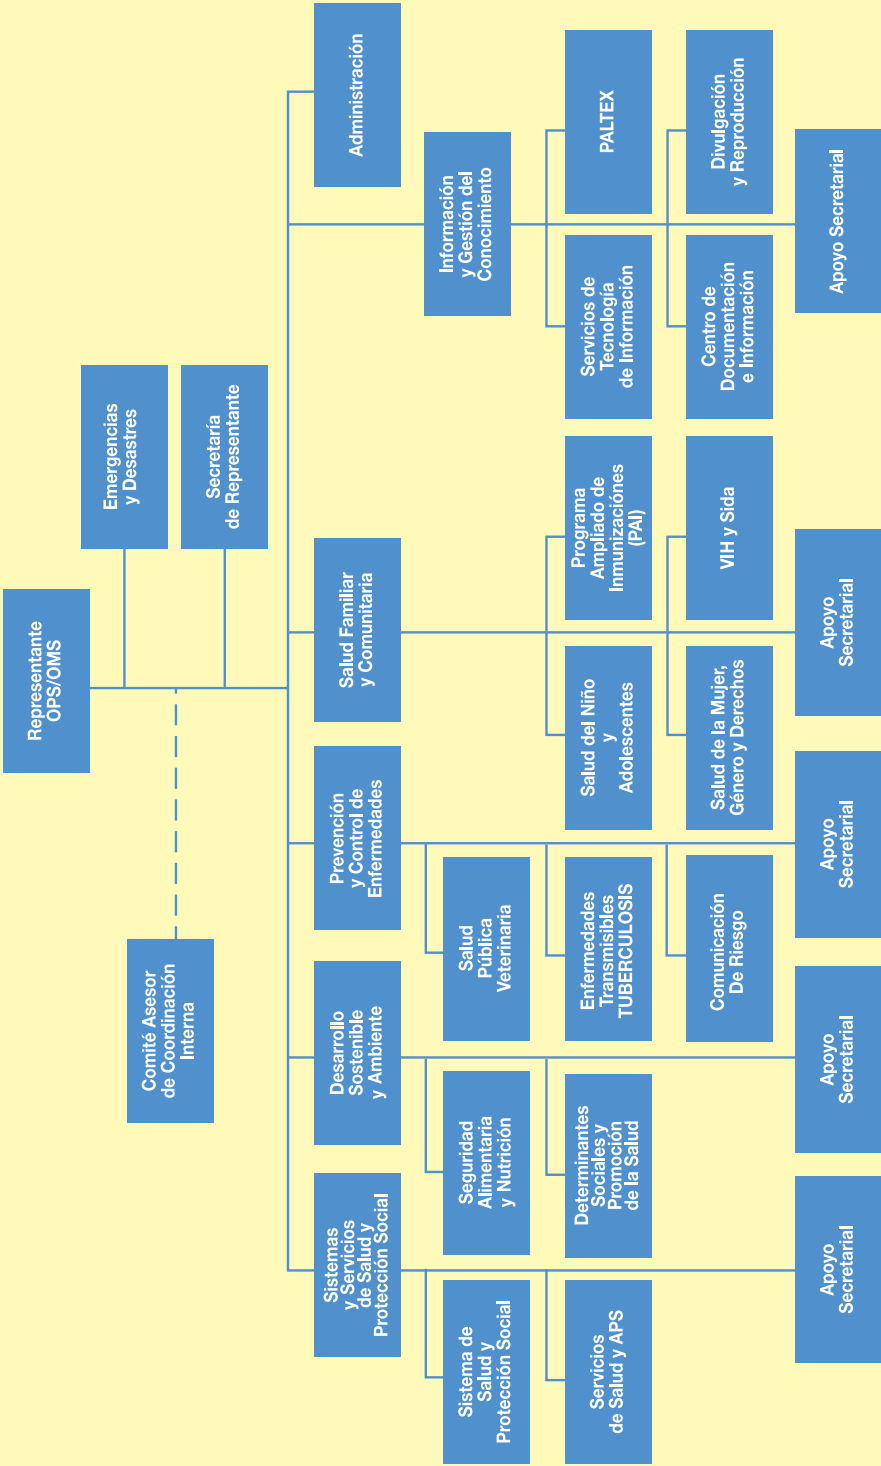 Representante
OPS/OMS
Emergencias
y Desastres
Secretaría
de Representante
Comité Asesor
de Coordinación
Interna
Sistemas
y Servicios
de Salud y
Protección Social
Desarrollo
Sostenible
y Ambiente
Prevención
y Control de
Enfermedades
Salud Familiar
y Comunitaria
Administración
Información
y Gestión del
Conocimiento
Sistema de
Salud y
Protección Social
Seguridad
Alimentaria
y Nutrición
Salud
Pública
Veterinaria
Servicios
de Salud y APS
Determinantes
Sociales y
Promoción
de la Salud
Enfermedades
Transmisibles
TUBERCULOSIS
Salud del Niño
y
Adolescentes
Programa
Ampliado de
Inmunizaciónes
(PAI)
Servicios de
Tecnología
de Información
PALTEX
Comunicación
De Riesgo
Salud de la Mujer,
Género y Derechos
VIH y Sida
Centro de
Documentación
e Información
Divulgación
y Reproducción
Apoyo
Secretarial
Apoyo
Secretarial
Apoyo
Secretarial
Apoyo
Secretarial
Apoyo Secretarial